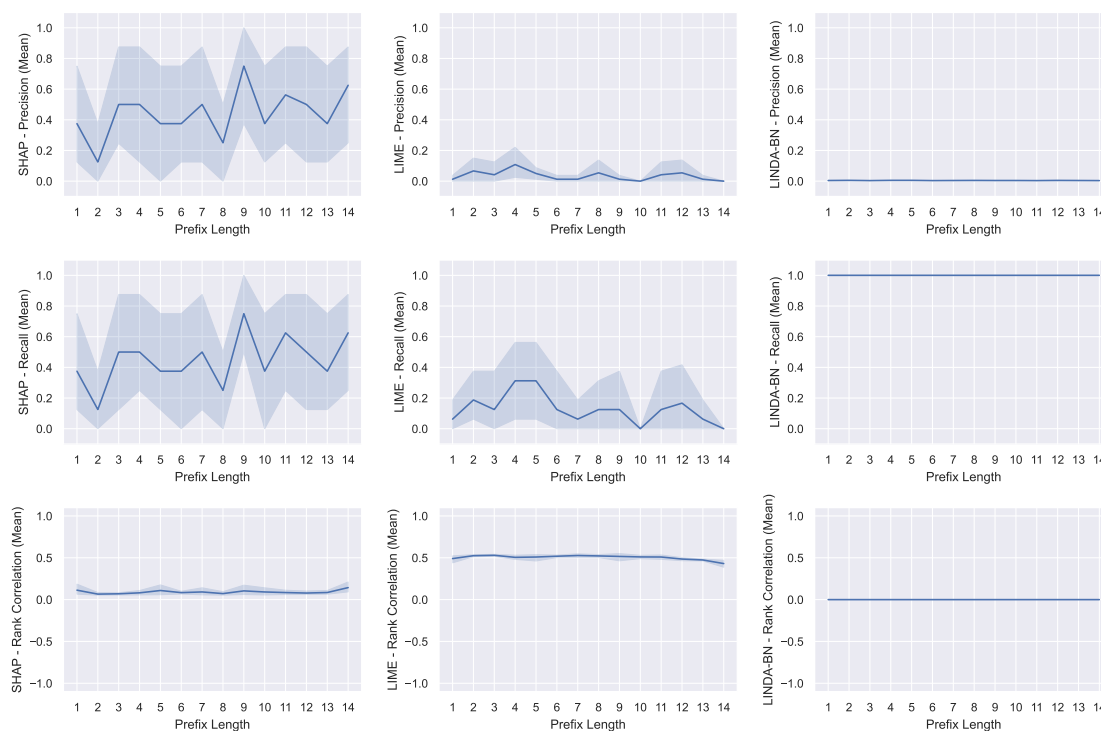 SHAP - Precision (Mean)
1.0
0.8
0.6
0.4
0.2
0.0
1 2 3 4 5 6 7 8 9 10 11 12 13 14
Prefix Length
LIME - Precision (Mean)
1.0
0.8
0.6
0.4
0.2
0.0
1 2 3 4 5 6 7 8 9 10 11 12 13 14
Prefix Length
LINDA-BN - Precision (Mean)
1.0
0.8
0.6
0.4
0.2
0.0
1 2 3 4 5 6 7 8 9 10 11 12 13 14
Prefix Length
SHAP - Recall (Mean)
1.0
0.8
0.6
0.4
0.2
0.0
1 2 3 4 5 6 7 8 9 10 11 12 13 14
Prefix Length
LIME - Recall (Mean)
1.0
0.8
0.6
0.4
0.2
0.0
1 2 3 4 5 6 7 8 9 10 11 12 13 14
Prefix Length
LINDA-BN - Recall (Mean)
1.0
0.8
0.6
0.4
0.2
0.0
1 2 3 4 5 6 7 8 9 10 11 12 13 14
Prefix Length
SHAP - Rank Correlation (Mean)
1.0
0.5
0.0
−0.5
−1.0
1 2 3 4 5 6 7 8 9 10 11 12 13 14
Prefix Length
LIME - Rank Correlation (Mean)
1.0
0.5
0.0
−0.5
−1.0
1 2 3 4 5 6 7 8 9 10 11 12 13 14
Prefix Length
LINDA-BN - Rank Correlation (Mean)
1.0
0.5
0.0
−0.5
−1.0
1 2 3 4 5 6 7 8 9 10 11 12 13 14
Prefix Length